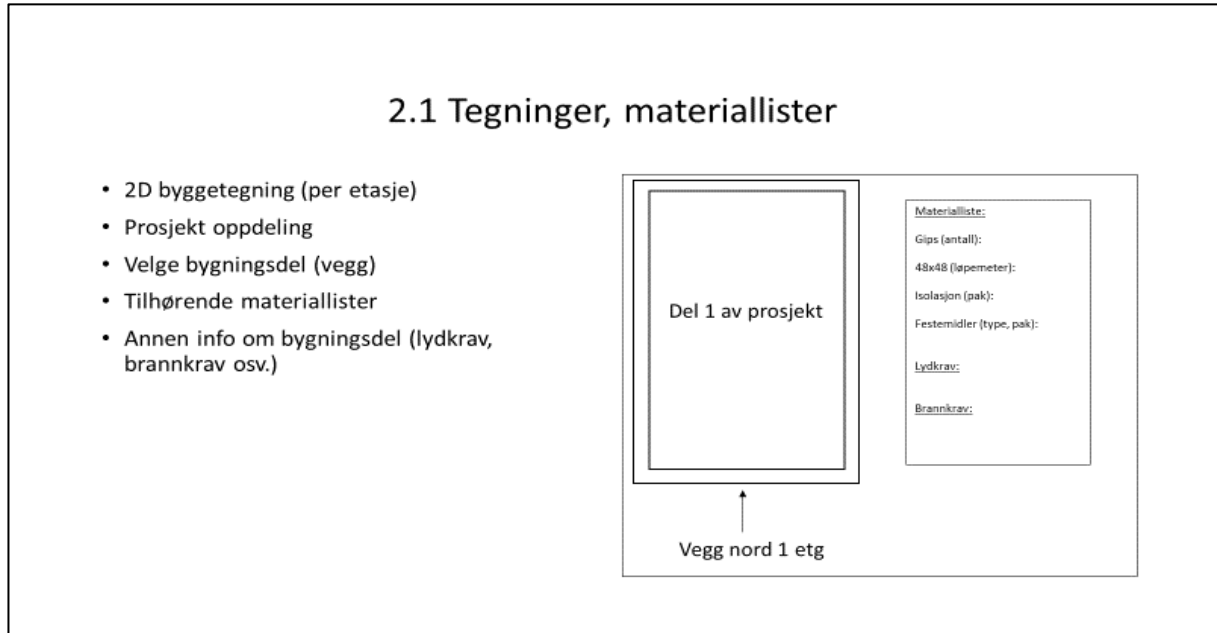 2.1 Tegninger, materiallister
• 2D byggetegning (per etasje)
• Prosjekt oppdeling
• Velge bygningsdel (vegg)
• Tilhørende materiallister
• Annen info om bygningsdel (lydkrav,
brannkrav osv.)
Del 1 av prosjekt
Vegg nord 1 etg
Materialliste:
Gips (antall):
48x48 (løpemeter):
Isolasjon (pak):
Festemidler (type, pak):
Lydkrav:
Brannkrav: